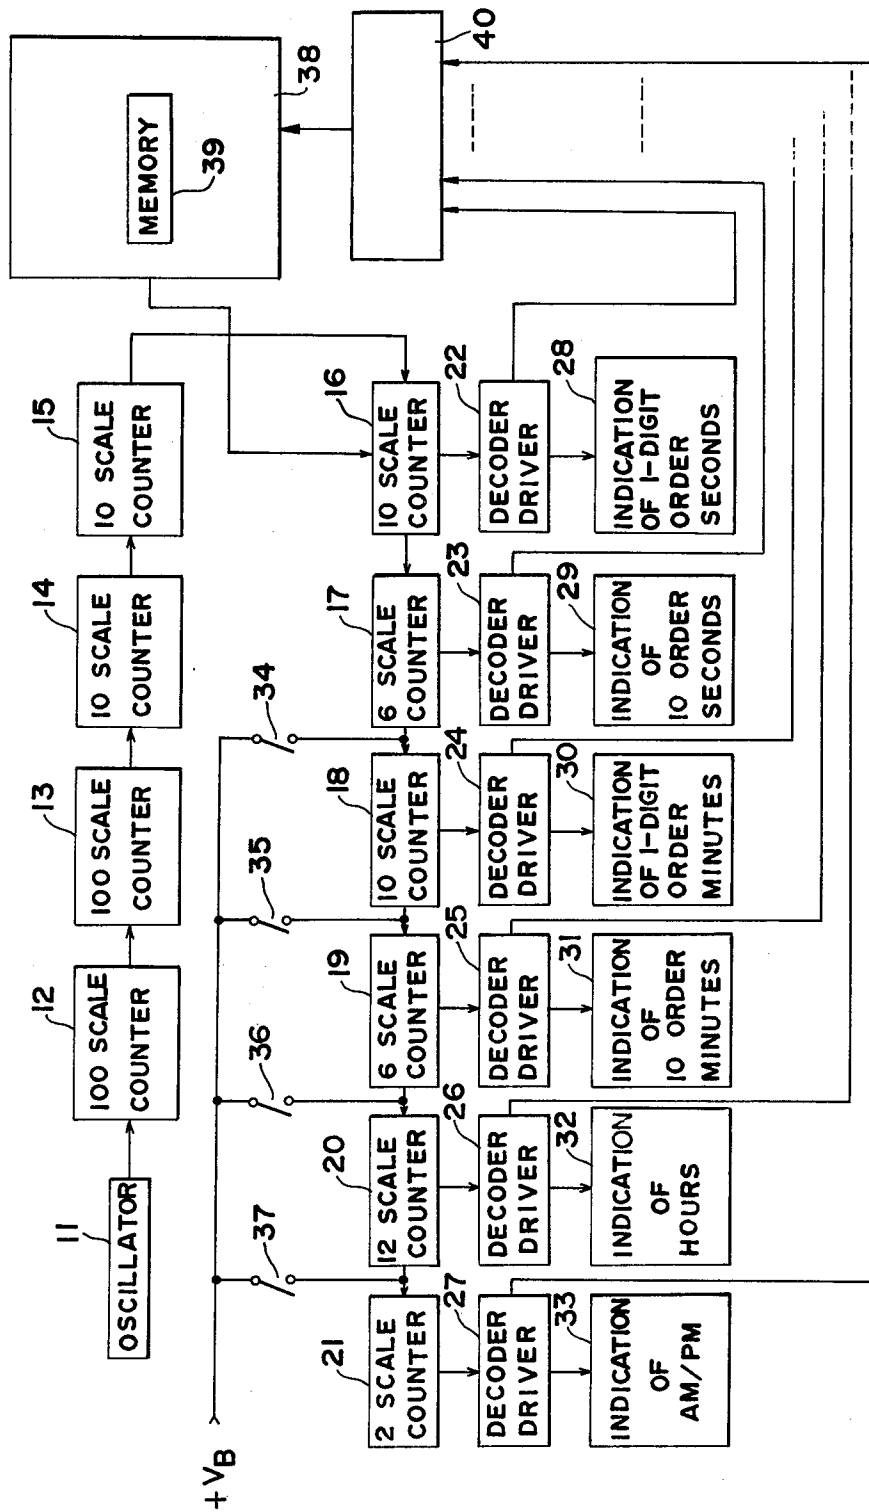 11
OSCILLATOR
12
100 SCALE
COUNTER
13
100 SCALE
COUNTER
14
10 SCALE
COUNTER
15
10 SCALE
COUNTER
38
MEMORY
39
+VB
37
36
35
34
21
2 SCALE
COUNTER
20
12 SCALE
COUNTER
19
6 SCALE
COUNTER
18
10 SCALE
COUNTER
17
6 SCALE
COUNTER
16
10 SCALE
COUNTER
40
27
DECODER
DRIVER
26
DECODER
DRIVER
25
DECODER
DRIVER
24
DECODER
DRIVER
23
DECODER
DRIVER
22
DECODER
DRIVER
33
INDICATION
OF
AM/PM
32
INDICATION
OF
HOURS
31
INDICATION
OF
10 ORDER
MINUTES
30
INDICATION
OF 1-DIGIT
ORDER
MINUTES
29
INDICATION
OF
10 ORDER
SECONDS
28
INDICATION
OF 1-DIGIT
ORDER
SECONDS